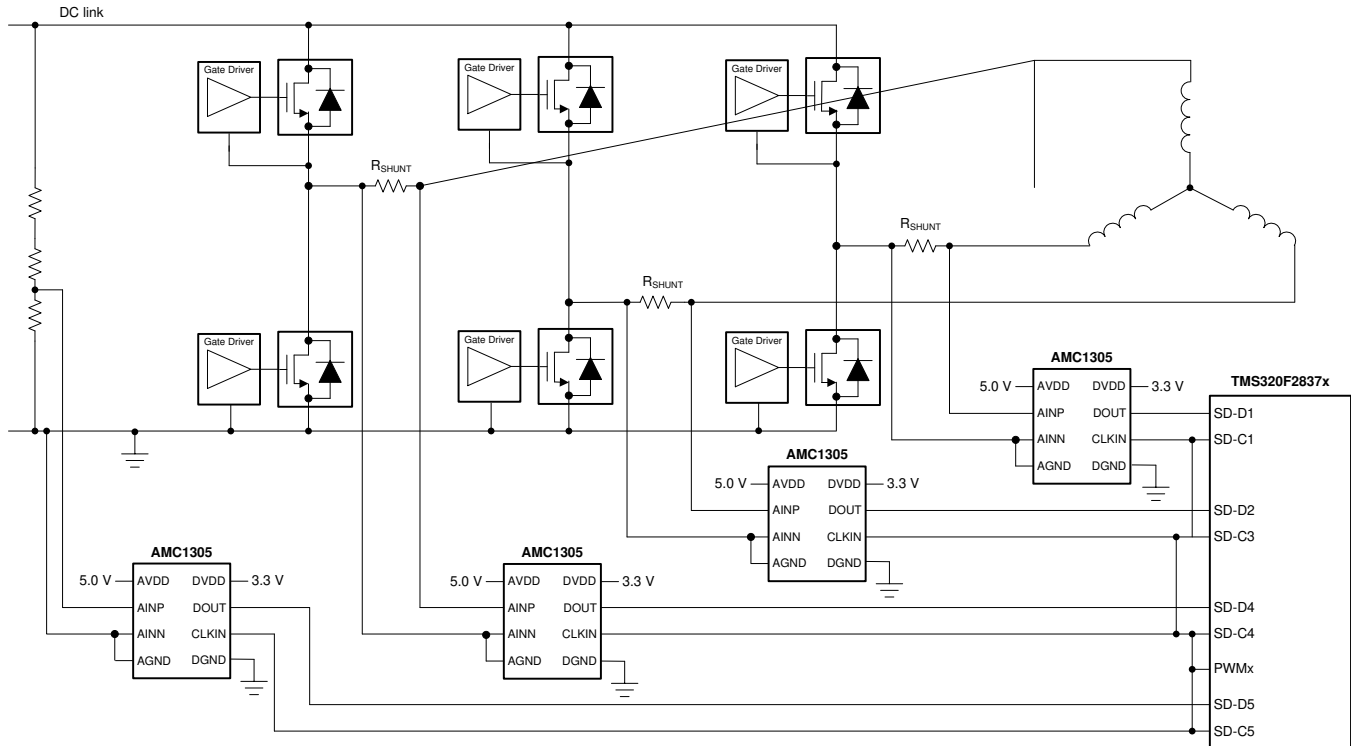 DC link
Gate Driver
Gate Driver
Gate Driver
RSHUNT
RSHUNT
RSHUNT
Gate Driver
Gate Driver
Gate Driver
AMC1305
5.0 V
AVDD
DVDD
3.3 V
AINP
DOUT
AINN
CLKIN
AGND
DGND
TMS320F2837x
SD-D1
SD-C1
SD-D2
SD-C3
SD-D4
SD-C4
PWMx
SD-D5
SD-C5
AMC1305
5.0 V
AVDD
DVDD
3.3 V
AINP
DOUT
AINN
CLKIN
AGND
DGND
AMC1305
5.0 V
AVDD
DVDD
3.3 V
AINP
DOUT
AINN
CLKIN
AGND
DGND
AMC1305
5.0 V
AVDD
DVDD
3.3 V
AINP
DOUT
AINN
CLKIN
AGND
DGND